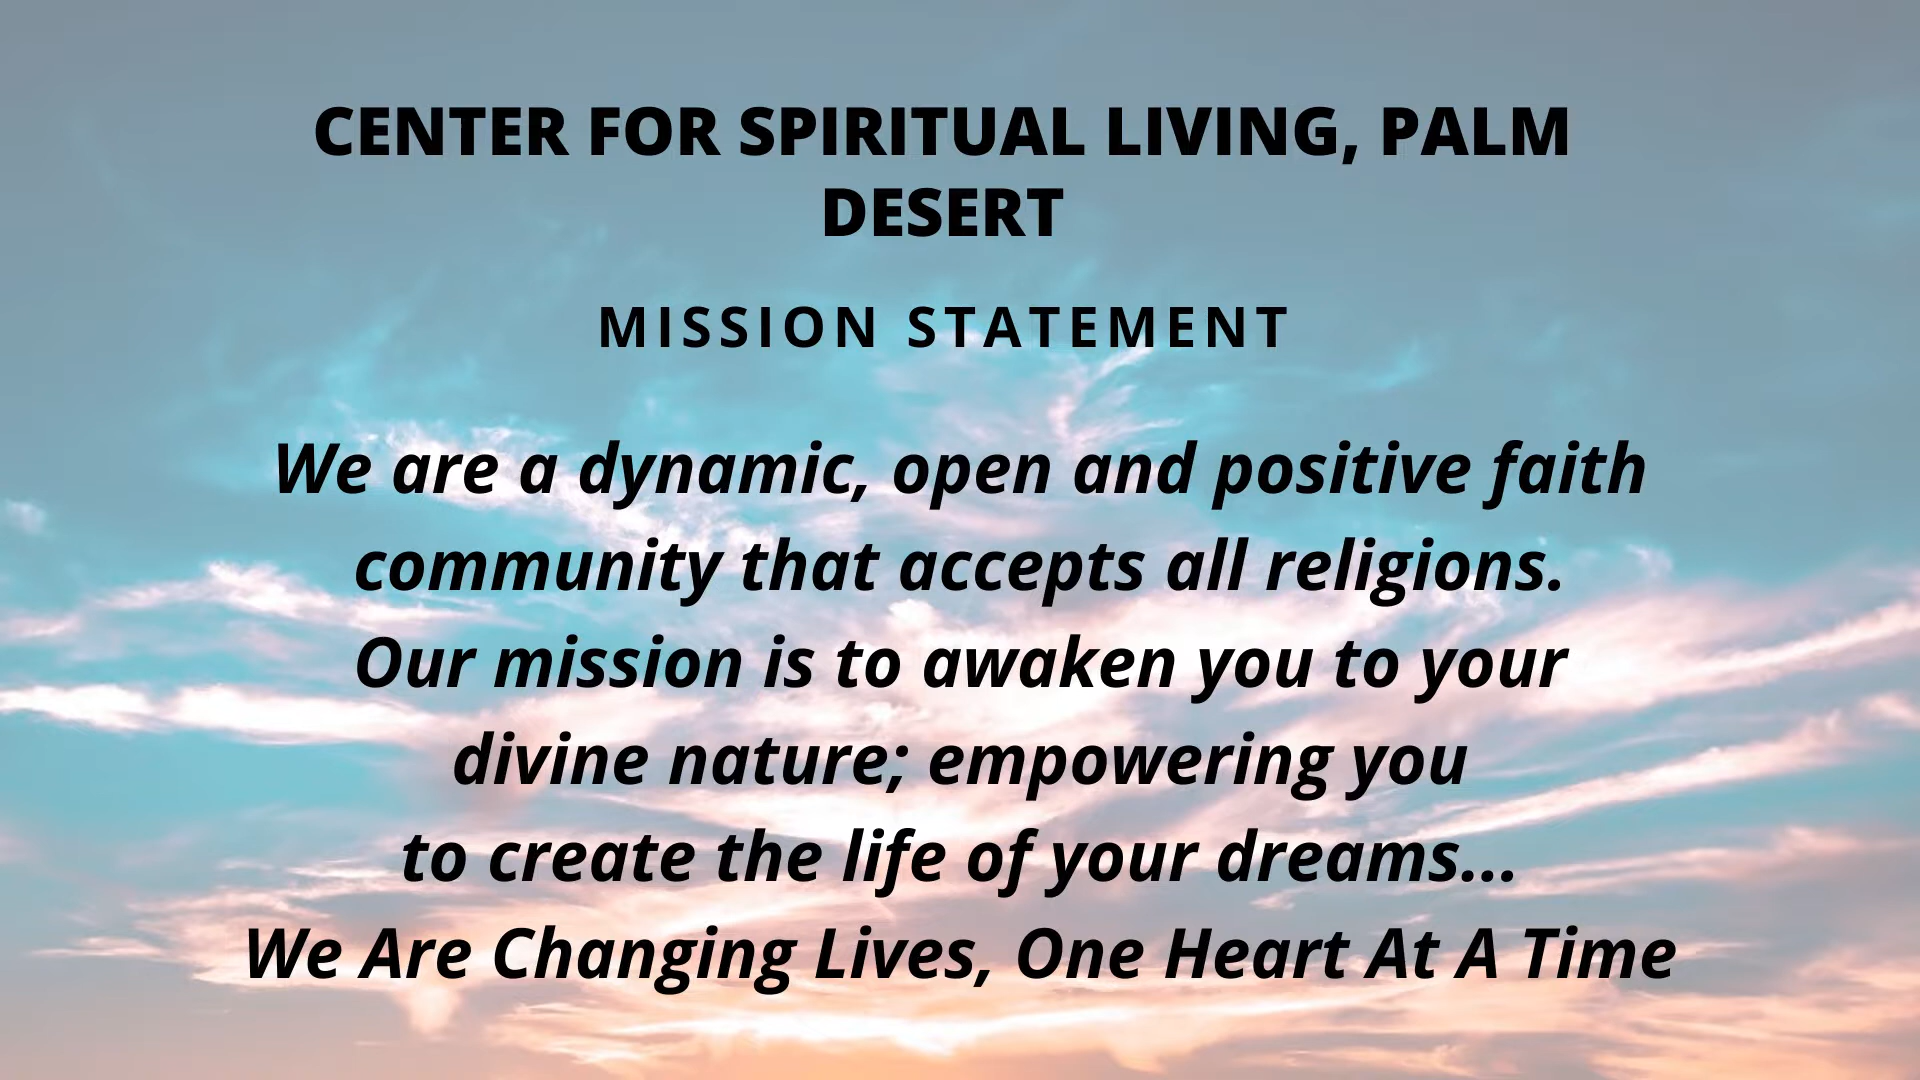 CENTER FOR SPIRITUAL LIVING, PALM
DESERT
MISSION STATEMENT
We are a dynamic, open and positive faith
community that accepts all religions.
Our mission is to awaken you to your
divine nature; empowering you
to create the life of your dreams...
We Are Changing Lives, One Heart At A Time